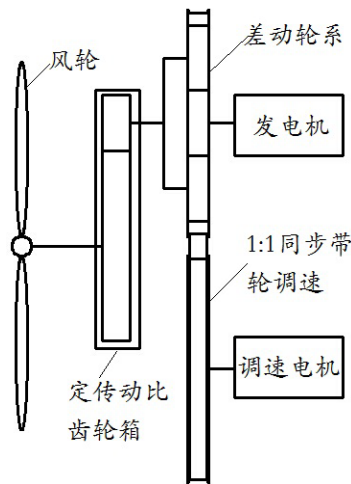 风轮
差动轮系
发电机
1:1同步带
轮调速
调速电机
定传动比
齿轮箱